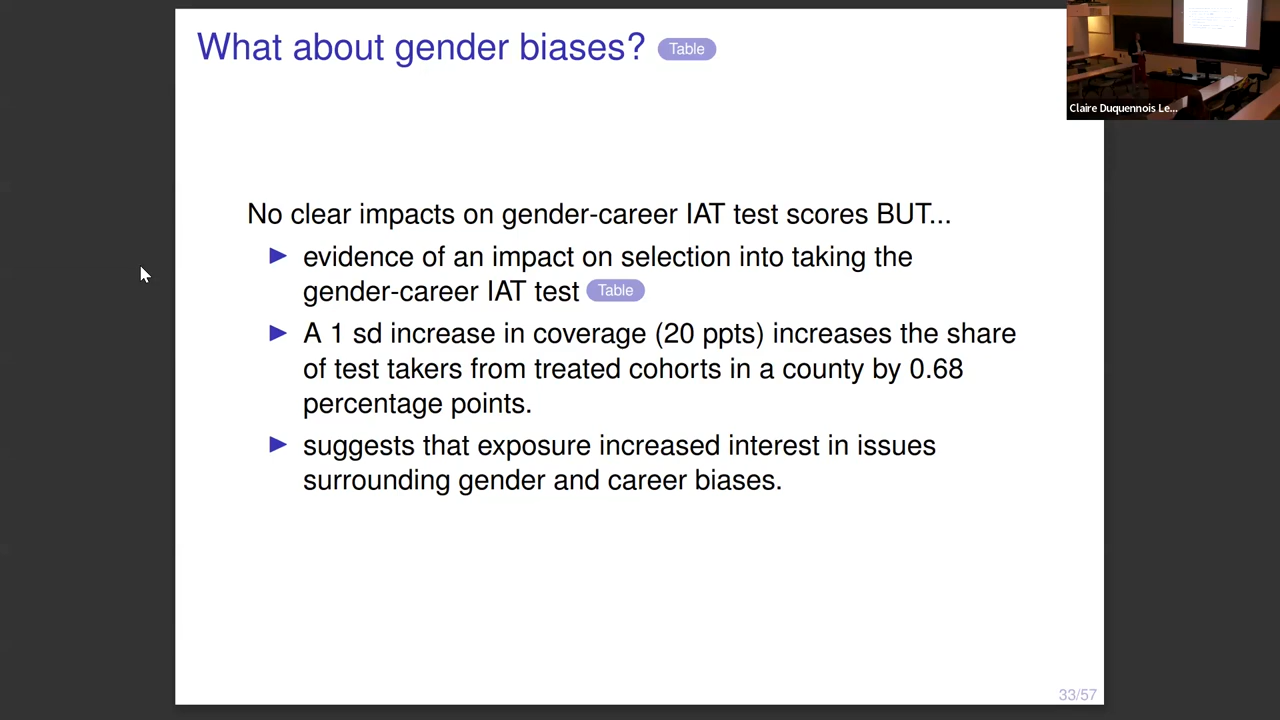 What about gender biases? Table
Claire Duquennois Le...
No clear impacts on gender-career IAT test scores BUT...
▶ evidence of an impact on selection into taking the
gender-career IAT test Table
▶ A 1 sd increase in coverage (20 ppts) increases the share
of test takers from treated cohorts in a county by 0.68
percentage points.
▶ suggests that exposure increased interest in issues
surrounding gender and career biases.
33/57